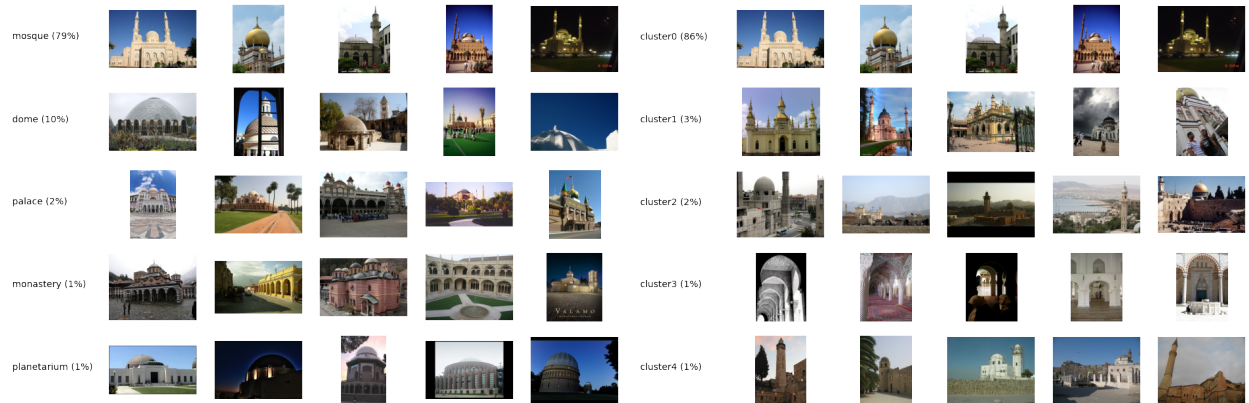 mosque (79%)
cluster0 (86%)
dome (10%)
cluster1 (3%)
palace (2%)
cluster2 (2%)
monastery (1%)
cluster3 (1%)
VALAMO
planetarium (1%)
cluster4 (1%)